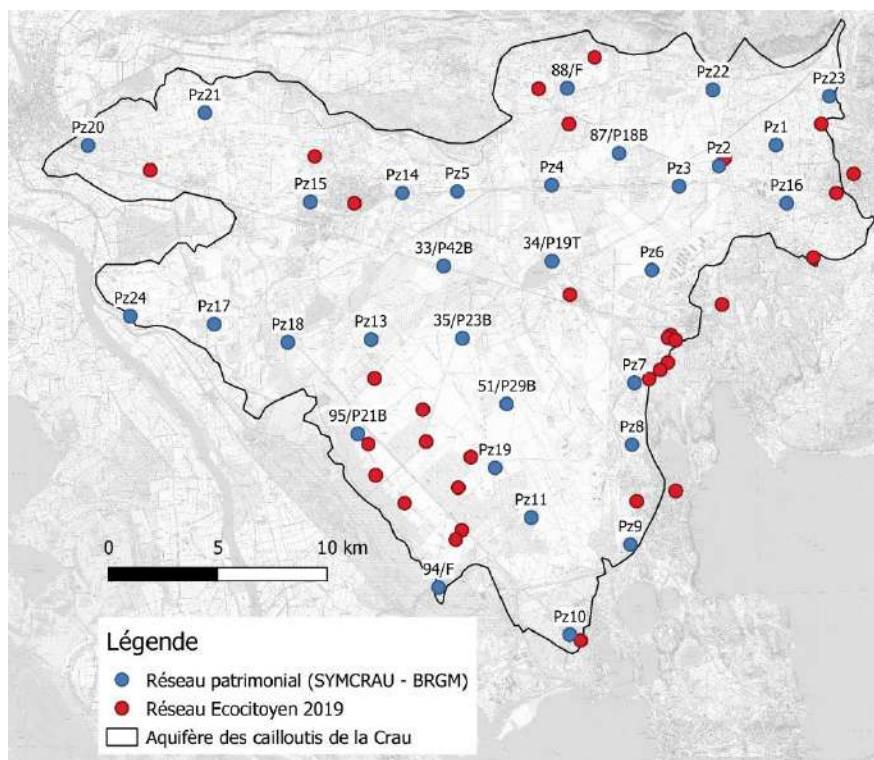 88/F
Pz22
Pz23
Pz21
Pz20
87/P18B
Pz2
Pz1
Pz15
Pz14
Pz5
Pz4
Pz3
Pz16
33/P42B
34/P19T
Pz6
Pz24
Pz17
Pz18
Pz13
35/P23B
Pz7
51/P29B
95/P21B
Pz8
Pz19
Pz11
Pz9
0 5 10 km
94/F
Pz10
Légende
Réseau patrimonial (SYMCRAU - BRGM)
Réseau Ecocitoyen 2019
Aquifère des cailloutis de la Crau